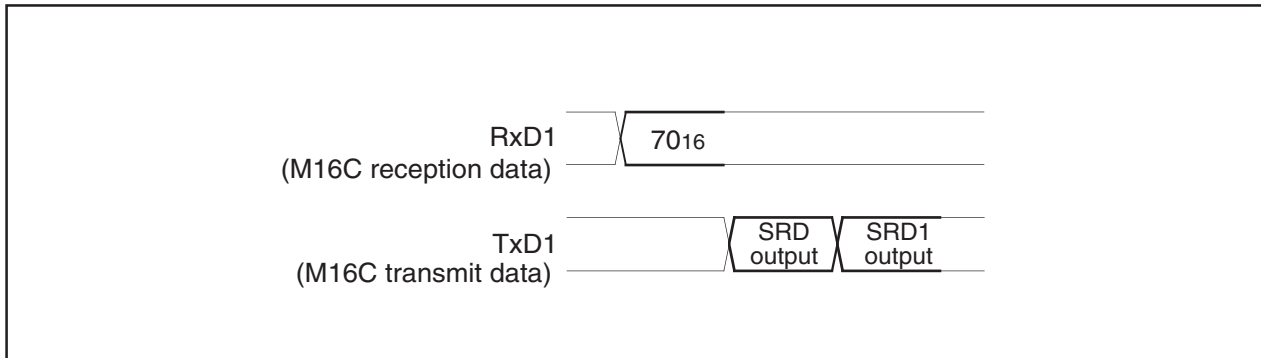 RxD1
(M16C reception data)
7016
TxD1
(M16C transmit data)
SRD
output
SRD1
output